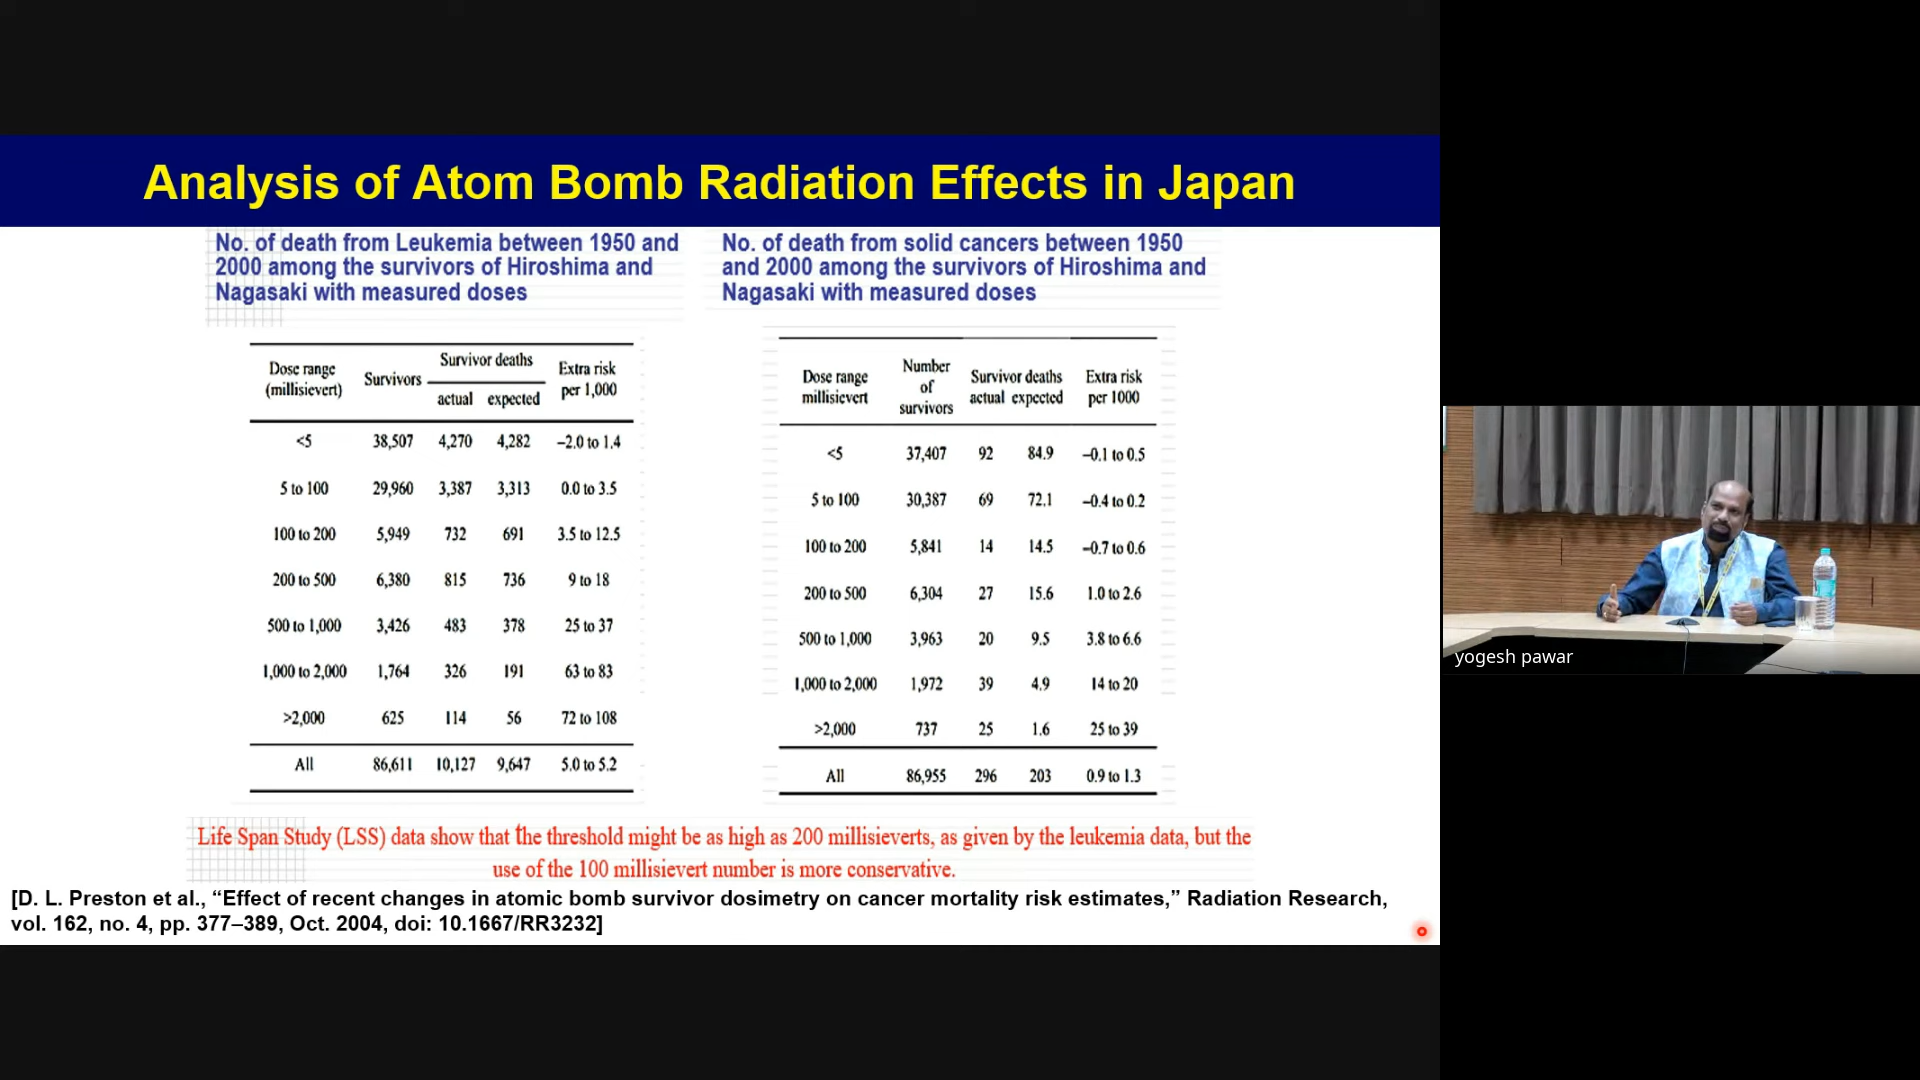 Analysis of Atom Bomb Radiation Effects in Japan
No. of death from Leukemia between 1950 and
2000 among the survivors of Hiroshima and
Nagasaki with measured doses
Dose range (millisievert) Survivors Survivor deaths actual expected Extra risk per 1,000
<5 38,507 4,270 4,282 –2.0 to 1.4
5 to 100 29,960 3,387 3,313 0.0 to 3.5
100 to 200 5,949 732 691 3.5 to 12.5
200 to 500 6,380 815 736 9 to 18
500 to 1,000 3,426 483 378 25 to 37
1,000 to 2,000 1,764 326 191 63 to 83
>2,000 625 114 56 72 to 108
All 86,611 10,127 9,647 5.0 to 5.2
No. of death from solid cancers between 1950
and 2000 among the survivors of Hiroshima and
Nagasaki with measured doses
Dose range millisievert Number of survivors Survivor deaths actual expected Extra risk per 1000
<5 37,407 92 84.9 –0.1 to 0.5
5 to 100 30,387 69 72.1 –0.4 to 0.2
100 to 200 5,841 14 14.5 –0.7 to 0.6
200 to 500 6,304 27 15.6 1.0 to 2.6
500 to 1,000 3,963 20 9.5 3.8 to 6.6
1,000 to 2,000 1,972 39 4.9 14 to 20
>2,000 737 25 1.6 25 to 39
All 86,955 296 203 0.9 to 1.3
Life Span Study (LSS) data show that the threshold might be as high as 200 millisieverts, as given by the leukemia data, but the
use of the 100 millisievert number is more conservative.
[D. L. Preston et al., “Effect of recent changes in atomic bomb survivor dosimetry on cancer mortality risk estimates,” Radiation Research,
vol. 162, no. 4, pp. 377–389, Oct. 2004, doi: 10.1667/RR3232]
yogesh pawar